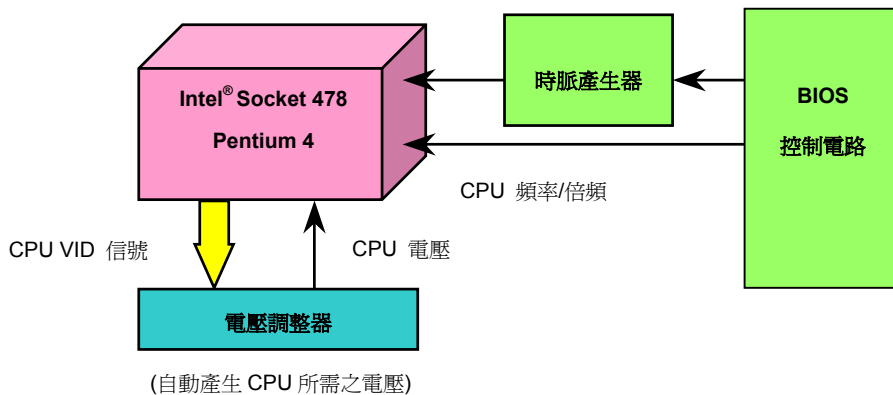 Intel® Socket 478
Pentium 4
時脈產生器
BIOS
控制電路
CPU 頻率/倍頻
CPU VID 信號
CPU 電壓
電壓調整器
(自動產生 CPU 所需之電壓)